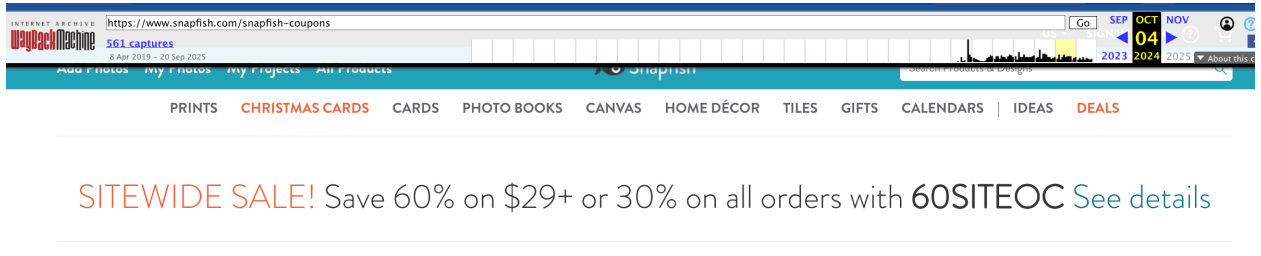 INTERNET ARCHIVE
WayBack Machine
https://www.snapfish.com/snapfish-coupons
Go
SEP OCT NOV
561 captures
04
8 Apr 2019 – 20 Sep 2025
2023 2024 2025
▼ About this c
Add Photos My Photos My Projects All Products
Snapfish
Search Products & Designs
PRINTS CHRISTMAS CARDS CARDS PHOTO BOOKS CANVAS HOME DÉCOR TILES GIFTS CALENDARS | IDEAS DEALS
SITEWIDE SALE! Save 60% on $29+ or 30% on all orders with 60SITEOC See details